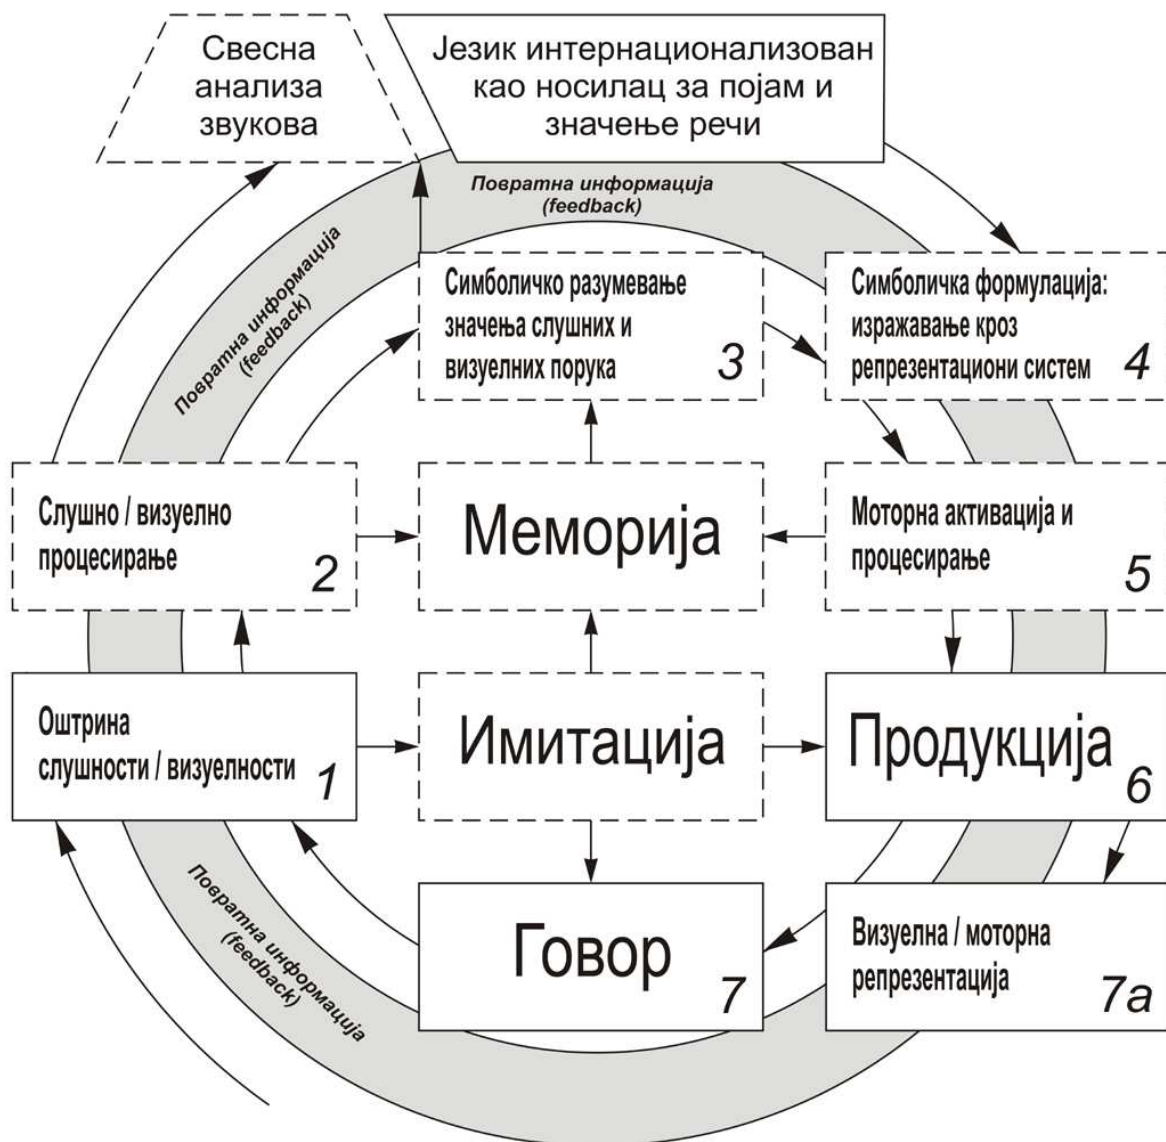 Свесна
анализа
звукова
Језик интернационализован
као носилац за појам и
значење речи
Повратна информација
(feedback)
Повратна информација
(feedback)
Симболичко разумевање
значења слушних и
визуелних порука
3
Симболичка формулација:
изражавање кроз
репрезентациони систем
4
Слушно / визуелно
процесирање
2
Меморија
Моторна активација и
процесирање
5
Оштрина
слушности / визуелности
1
Имитација
Продукција
6
Повратна информација
(feedback)
Говор
7
Визуелна / моторна
репрезентација
7а